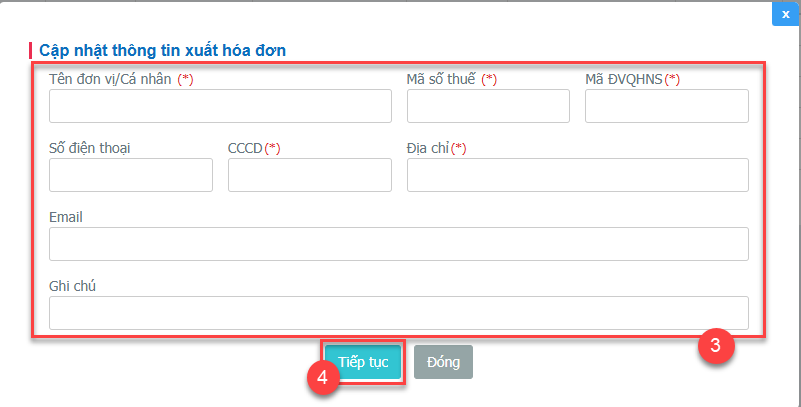 x
Cập nhật thông tin xuất hóa đơn
Tên đơn vị/Cá nhân (*) Mã số thuế (*) Mã ĐVQHNS(*)
Số điện thoại CCCD(*) Địa chỉ(*)
Email
Ghi chú
3
Tiếp tục Đóng
4